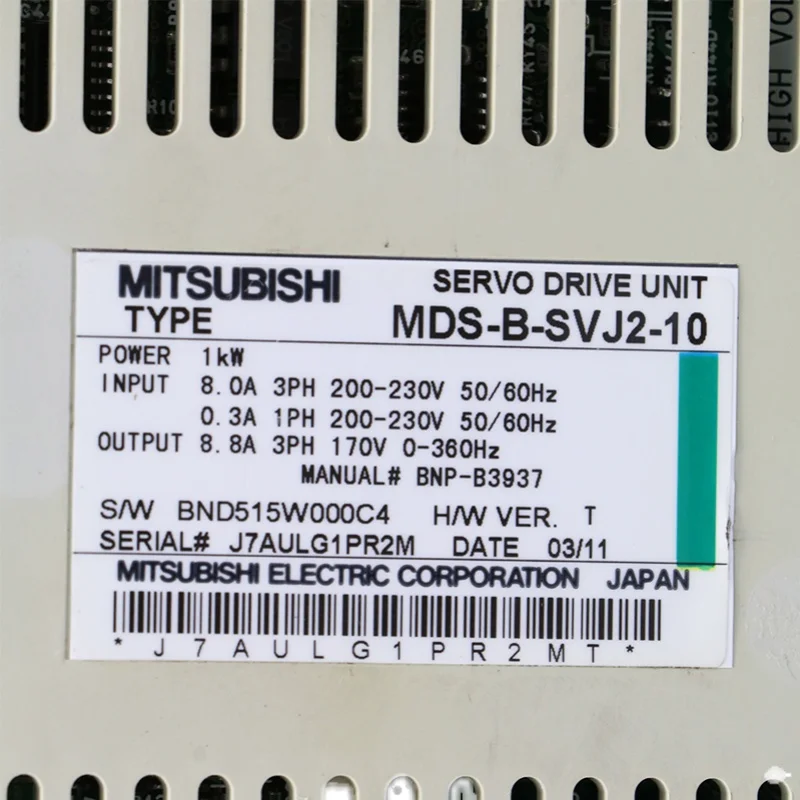 HIGH VOL
MITSUBISHI SERVO DRIVE UNIT
TYPE MDS-B-SVJ2-10
POWER 1kW
INPUT 8.0A 3PH 200-230V 50/60Hz
0.3A 1PH 200-230V 50/60Hz
OUTPUT 8.8A 3PH 170V 0-360Hz
MANUAL# BNP-B3937
S/W BND515W000C4 H/W VER. T
SERIAL# J7AULG1PR2M DATE 03/11
MITSUBISHI ELECTRIC CORPORATION JAPAN
* J 7 A U L G 1 P R 2 M T *